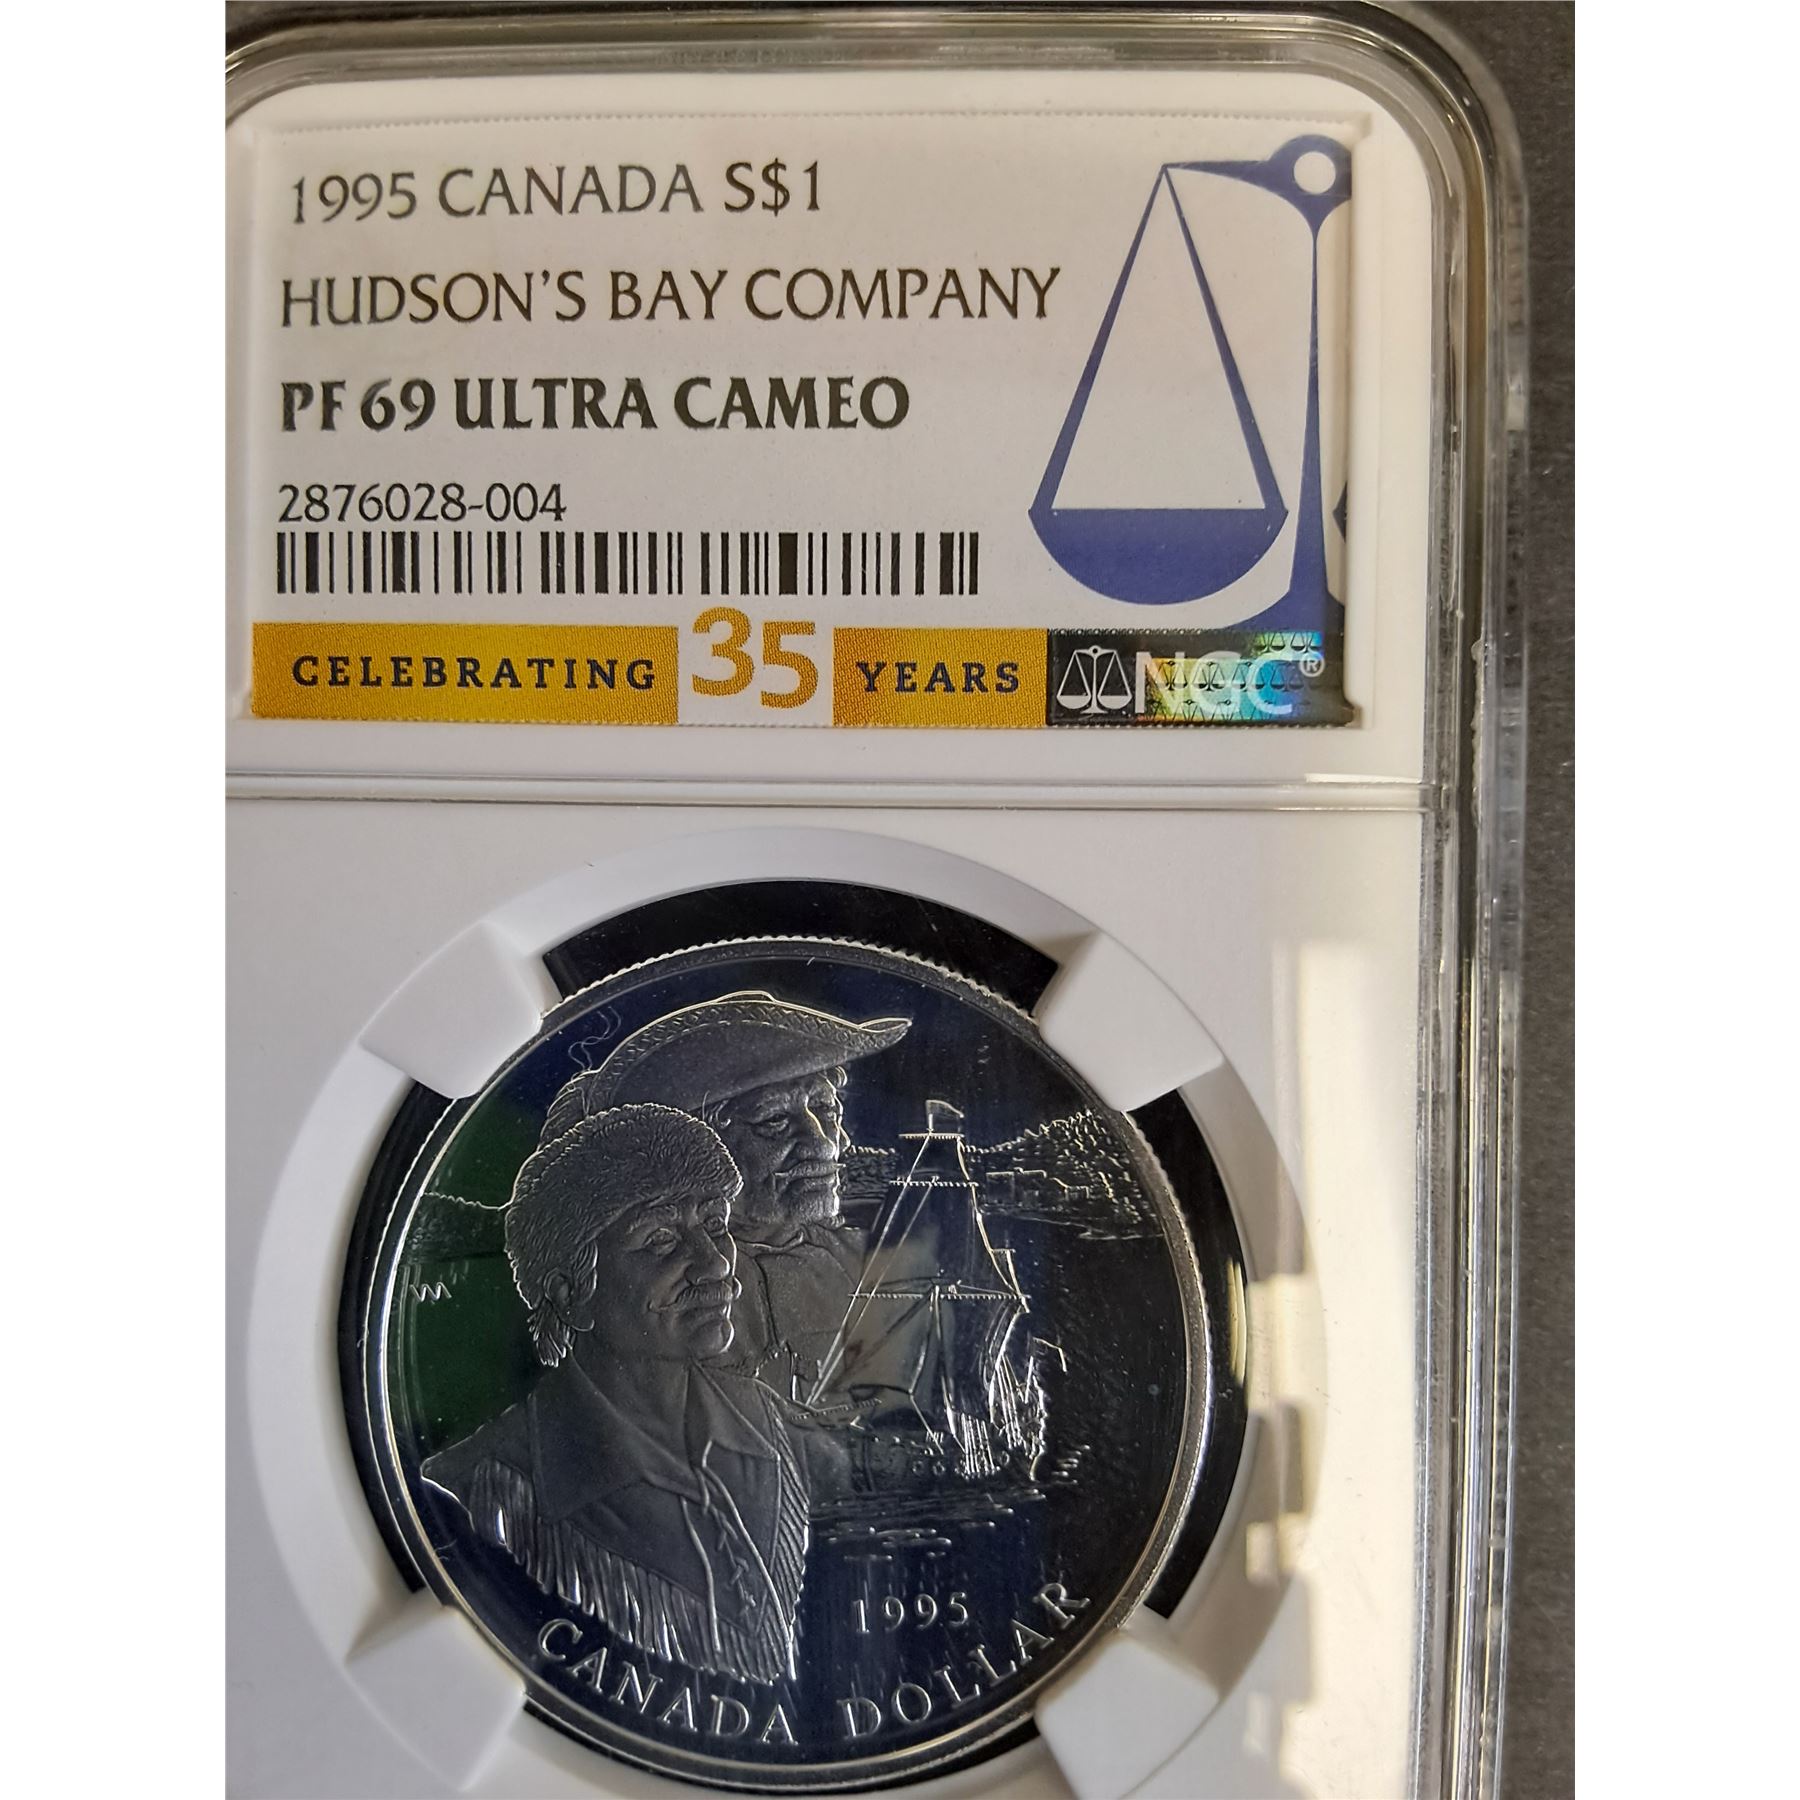 1995 CANADA S$1
HUDSON'S BAY COMPANY
PF 69 ULTRA CAMEO
2876028-004
CELEBRATING 35 YEARS NGC®
1995
CANADA DOLLAR